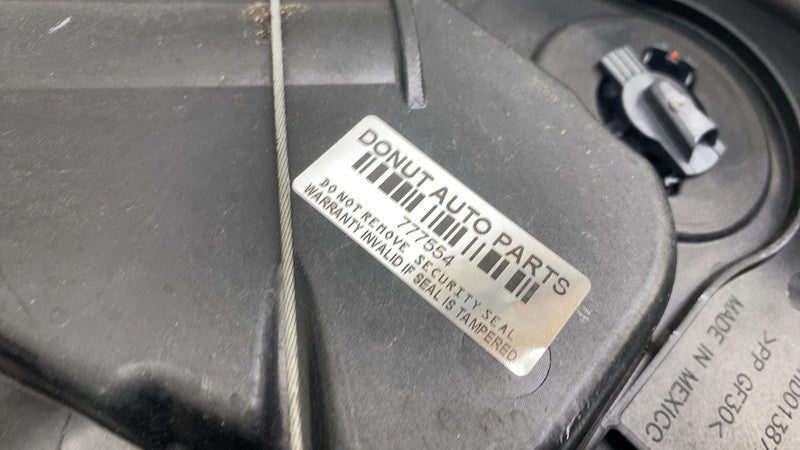 DONUT AUTO PARTS
777554
DO NOT REMOVE SECURITY SEAL
WARRANTY INVALID IF SEAL IS TAMPERED
MADE IN MEXICO
>PP GF30<